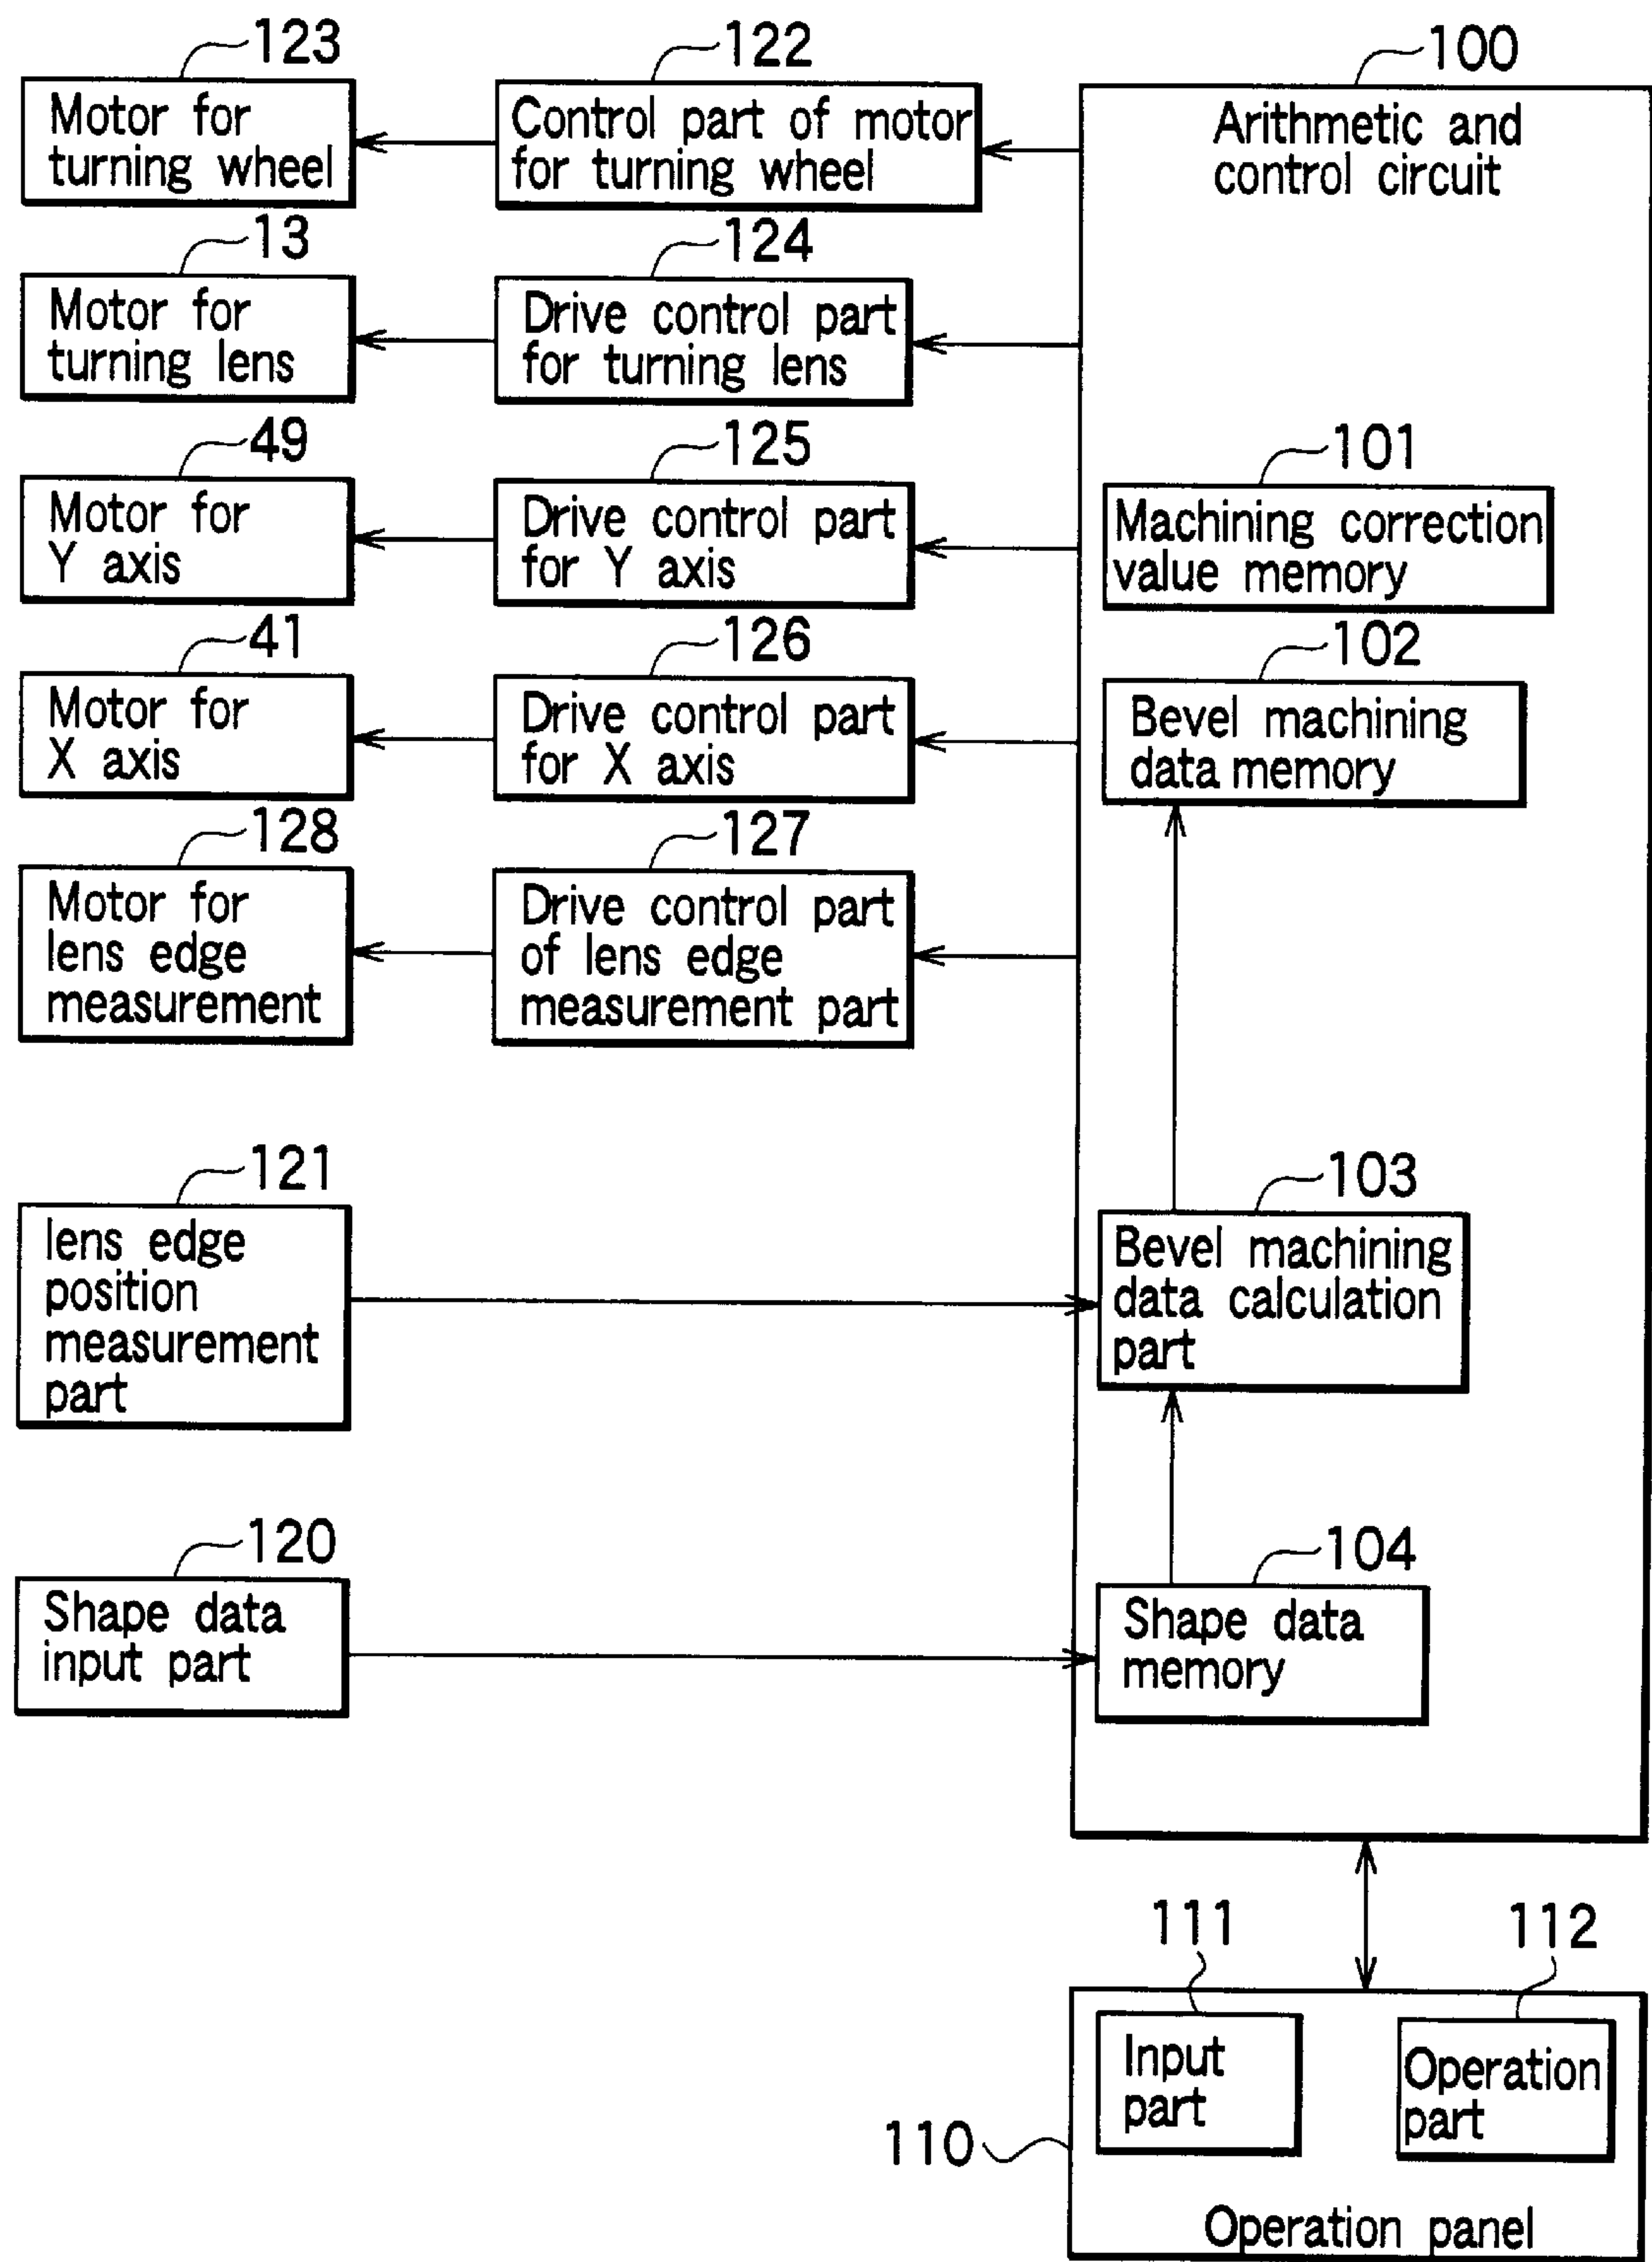 123
122
100
Motor for
turning wheel
Control part of motor
for turning wheel
Arithmetic and
control circuit
13
124
Motor for
turning lens
Drive control part
for turning lens
49
125
101
Motor for
Y axis
Drive control part
for Y axis
Machining correction
value memory
41
126
102
Motor for
X axis
Drive control part
for X axis
Bevel machining
data memory
128
127
Motor for
lens edge
measurement
Drive control part
of lens edge
measurement part
121
103
lens edge
position
measurement
part
Bevel machining
data calculation
part
120
104
Shape data
input part
Shape data
memory
111
112
Input
part
Operation
part
110
Operation panel